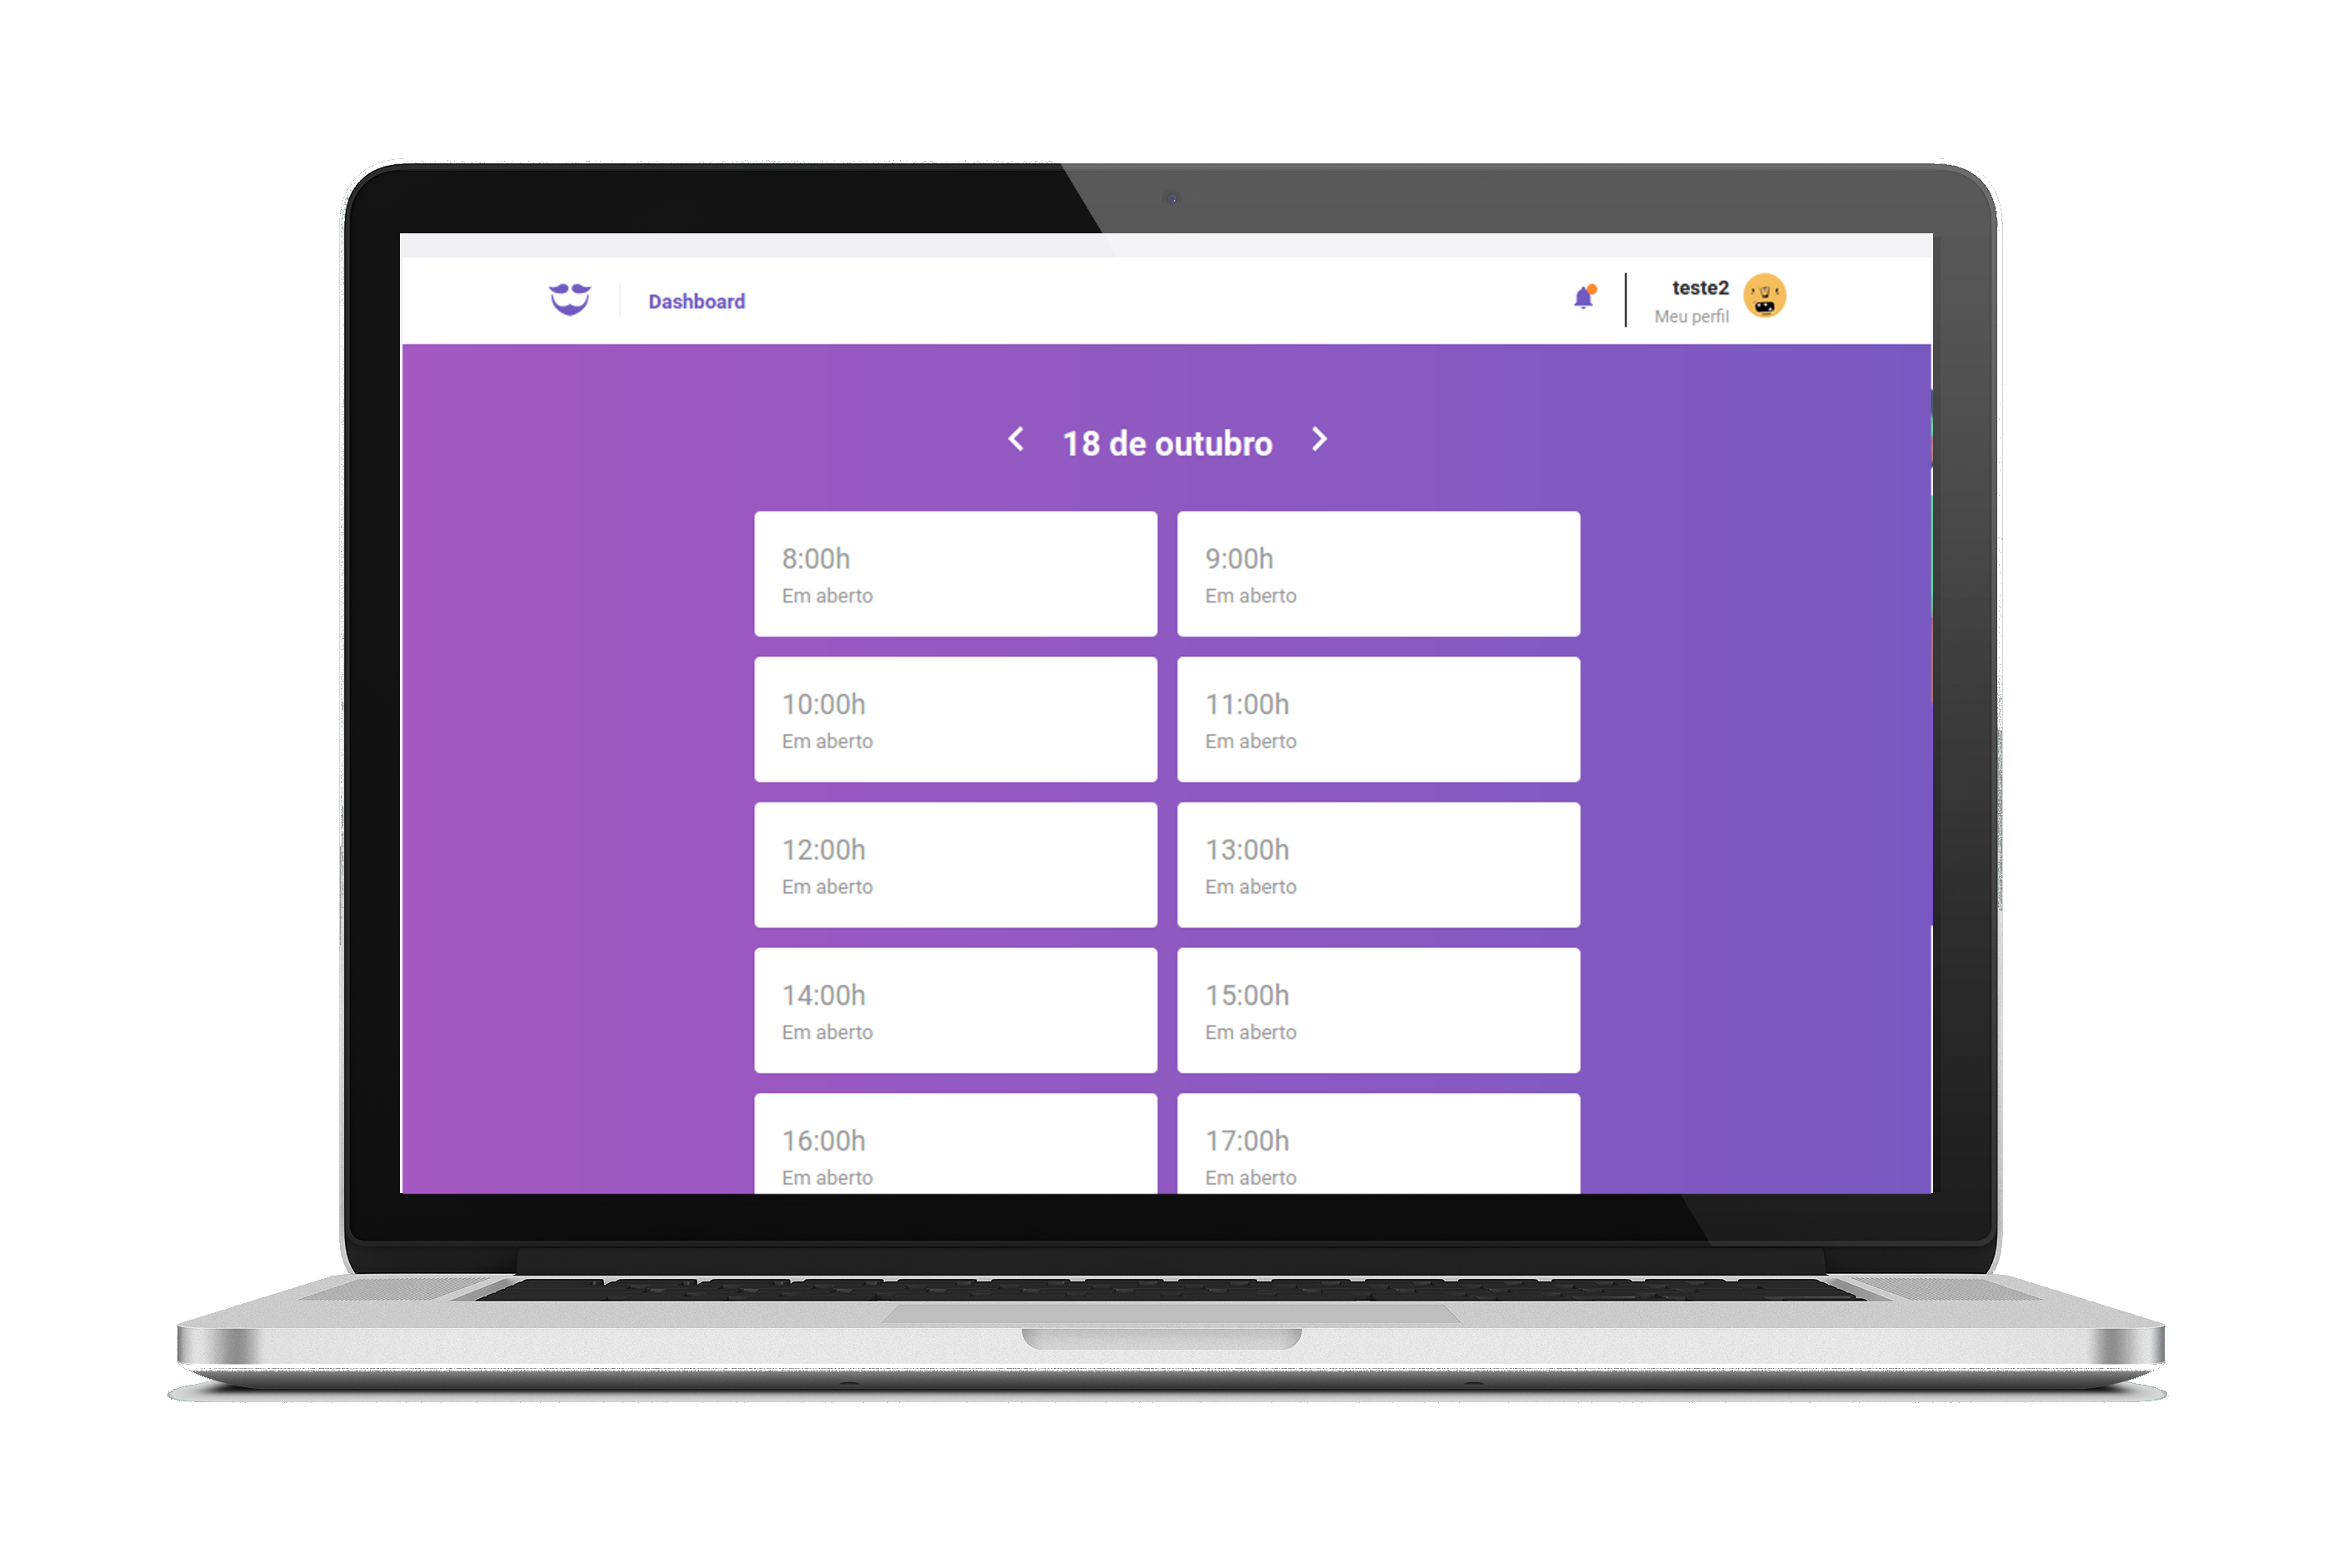 Dashboard
teste2
Meu perfil
18 de outubro
8:00h
Em aberto
9:00h
Em aberto
10:00h
Em aberto
11:00h
Em aberto
12:00h
Em aberto
13:00h
Em aberto
14:00h
Em aberto
15:00h
Em aberto
16:00h
Em aberto
17:00h
Em aberto